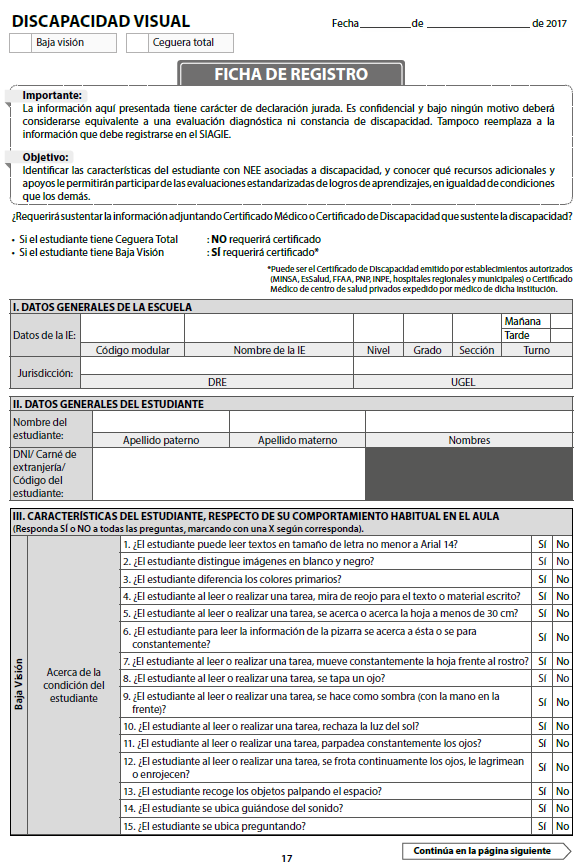 DISCAPACIDAD VISUAL
Fecha__________de ____________________ de 2017
Baja visión
Ceguera total
FICHA DE REGISTRO
Importante:
La información aquí presentada tiene carácter de declaración jurada. Es confidencial y bajo ningún motivo deberá
considerarse equivalente a una evaluación diagnóstica ni constancia de discapacidad. Tampoco reemplaza a la
información que debe registrarse en el SIAGIE.
Objetivo:
Identificar las características del estudiante con NEE asociadas a discapacidad, y conocer qué recursos adicionales y
apoyos le permitirán participar de las evaluaciones estandarizadas de logros de aprendizajes, en igualdad de condiciones
que los demás.
¿Requerirá sustentar la información adjuntando Certificado Médico o Certificado de Discapacidad que sustente la discapacidad?
• Si el estudiante tiene Ceguera Total : NO requerirá certificado
• Si el estudiante tiene Baja Visión : SÍ requerirá certificado*
*Puede ser el Certificado de Discapacidad emitido por establecimientos autorizados
(MINSA, EsSalud, FFAA, PNP, INPE, hospitales regionales y municipales) o Certificado
Médico de centro de salud privados expedido por médico de dicha institución.
I. DATOS GENERALES DE LA ESCUELA
Datos de la IE:
Mañana
Tarde
Código modular Nombre de la IE Nivel Grado Sección Turno
Jurisdicción:
DRE UGEL
II. DATOS GENERALES DEL ESTUDIANTE
Nombre del
estudiante:
Apellido paterno Apellido materno Nombres
DNI/ Carné de
extranjería/
Código del
estudiante:
III. CARACTERÍSTICAS DEL ESTUDIANTE, RESPECTO DE SU COMPORTAMIENTO HABITUAL EN EL AULA
(Responda SÍ o NO a todas las preguntas, marcando con una X según corresponda).
Baja Visión
Acerca de la
condición del
estudiante
1. ¿El estudiante puede leer textos en tamaño de letra no menor a Arial 14? Sí No
2. ¿El estudiante distingue imágenes en blanco y negro? Sí No
3. ¿El estudiante diferencia los colores primarios? Sí No
4. ¿El estudiante al leer o realizar una tarea, mira de reojo para el texto o material escrito? Sí No
5. ¿El estudiante al leer o realizar una tarea, se acerca o acerca la hoja a menos de 30 cm? Sí No
6. ¿El estudiante para leer la información de la pizarra se acerca a ésta o se para
constantemente? Sí No
7. ¿El estudiante al leer o realizar una tarea, mueve constantemente la hoja frente al rostro? Sí No
8. ¿El estudiante al leer o realizar una tarea, se tapa un ojo? Sí No
9. ¿El estudiante al leer o realizar una tarea, se hace como sombra (con la mano en la
frente)? Sí No
10. ¿El estudiante al leer o realizar una tarea, rechaza la luz del sol? Sí No
11. ¿El estudiante al leer o realizar una tarea, parpadea constantemente los ojos? Sí No
12. ¿El estudiante al leer o realizar una tarea, se frota continuamente los ojos, le lagrimean
o enrojecen? Sí No
13. ¿El estudiante recoge los objetos palpando el espacio? Sí No
14. ¿El estudiante se ubica guiándose del sonido? Sí No
15. ¿El estudiante se ubica preguntando? Sí No
Continúa en la página siguiente
17